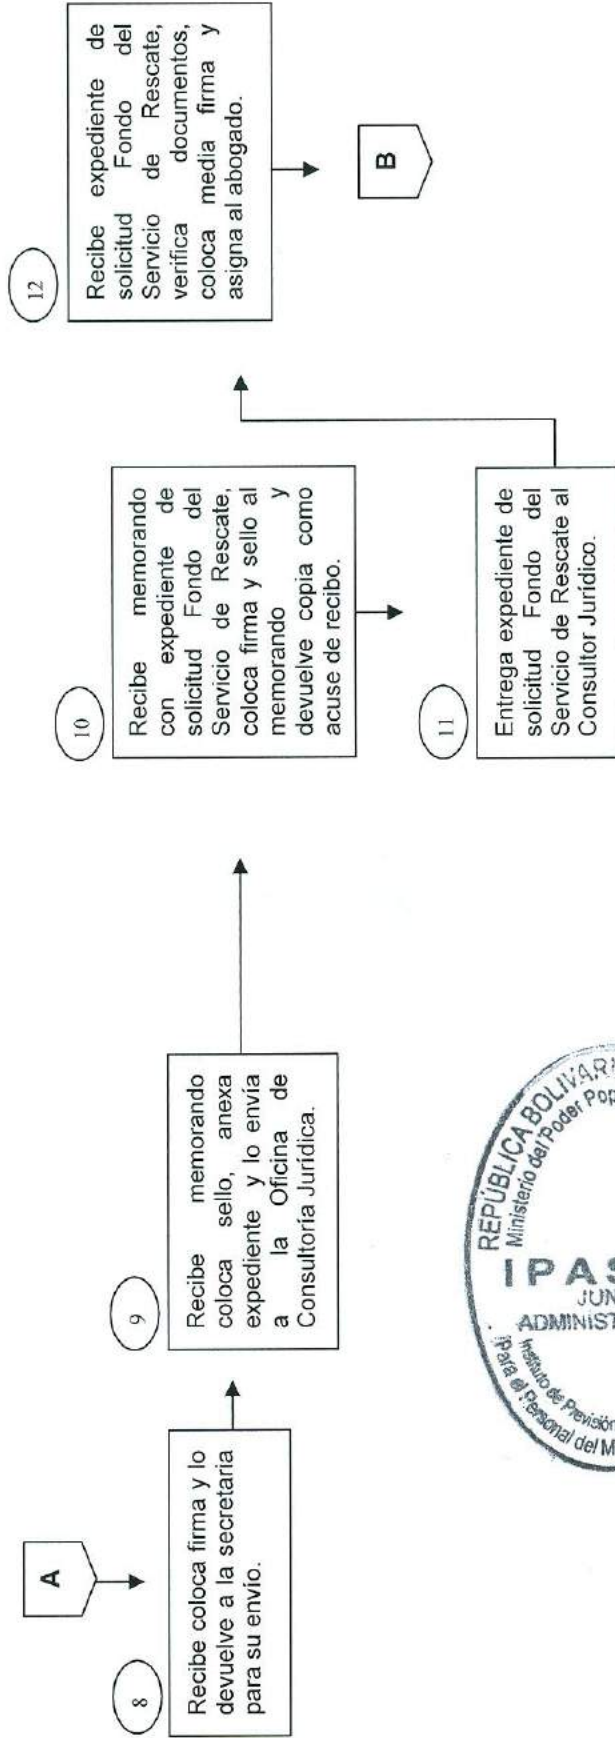 A
8
Recibe coloca firma y lo
devuelve a la secretaria
para su envío.
9
Recibe memorando
coloca sello, anexa
expediente y lo envía
a la Oficina de
Consultoría Jurídica.
10
Recibe memorando
con expediente de
solicitud Fondo del
Servicio de Rescate,
coloca firma y sello al
memorando y
devuelve copia como
acuse de recibo.
11
Entrega expediente de
solicitud Fondo del
Servicio de Rescate al
Consultor Jurídico.
12
Recibe expediente de
solicitud Fondo del
Servicio de Rescate,
verifica documentos,
coloca media firma y
asigna al abogado.
B
REPÚBLICA BOLIVARI
Ministerio del Poder Pop
IPAS
JUN
ADMINIST
Instituto de Previsión
para el Personal del M